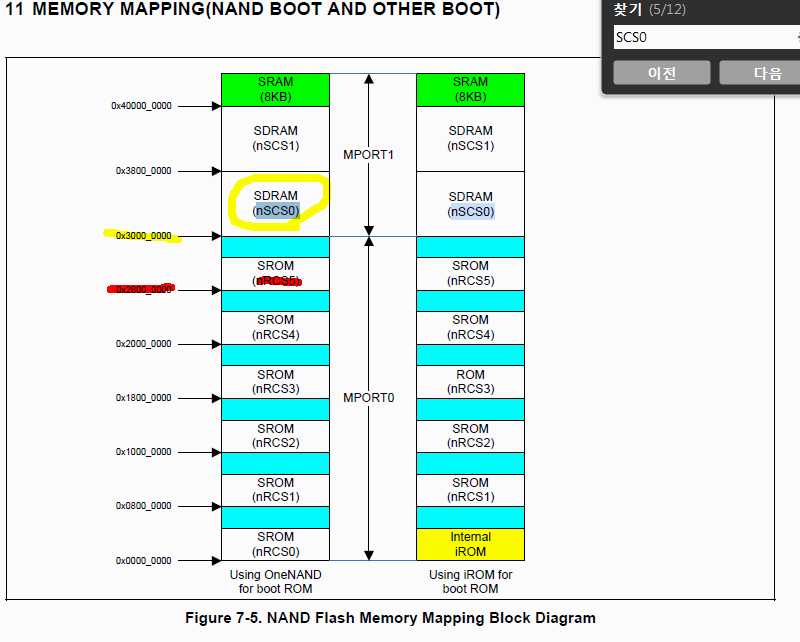 11 MEMORY MAPPING(NAND BOOT AND OTHER BOOT)
찾기 (5/12)
SCS0
이전
다음
SRAM
(8KB)
SRAM
(8KB)
0x40000_0000
SDRAM
(nSCS1)
MPORT1
SDRAM
(nSCS1)
0x3800_0000
SDRAM
(nSCS0)
SDRAM
(nSCS0)
0x3000_0000
SROM
(nRCS5)
SROM
(nRCS5)
0x2800_0000
SROM
(nRCS4)
SROM
(nRCS4)
0x2000_0000
SROM
(nRCS3)
MPORT0
ROM
(nRCS3)
0x1800_0000
SROM
(nRCS2)
SROM
(nRCS2)
0x1000_0000
SROM
(nRCS1)
SROM
(nRCS1)
0x0800_0000
SROM
(nRCS0)
Internal
iROM
0x0000_0000
Using OneNAND
for boot ROM
Using iROM for
boot ROM
Figure 7-5. NAND Flash Memory Mapping Block Diagram